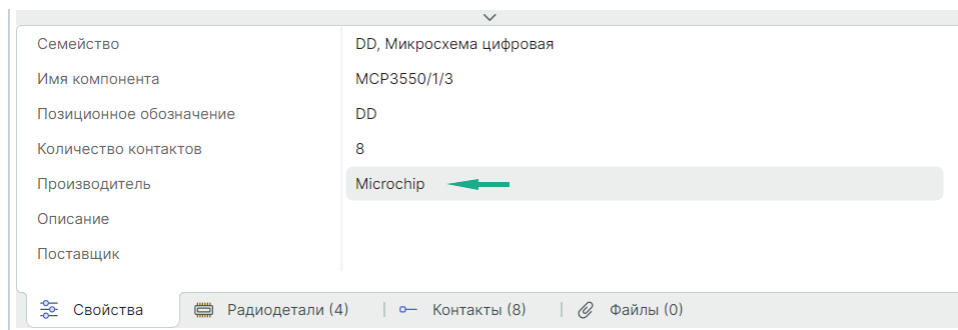 Семейство DD, Микросхема цифровая
Имя компонента MCP3550/1/3
Позиционное обозначение DD
Количество контактов 8
Производитель Microchip
Описание
Поставщик
Свойства Радиодетали (4) Контакты (8) Файлы (0)